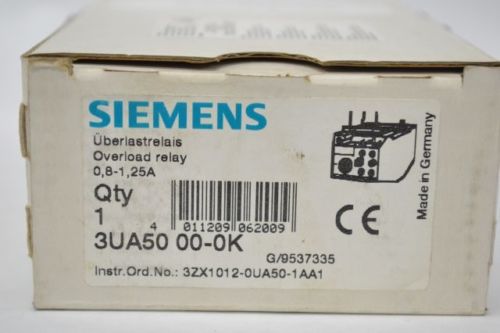 SIEMENS
Überlastrelais
Overload relay
0,8-1,25A
Qty
1
4 011209 062009
3UA50 00-0K
G/9537335
Instr.Ord.No.: 3ZX1012-0UA50-1AA1
CE
Made in Germany